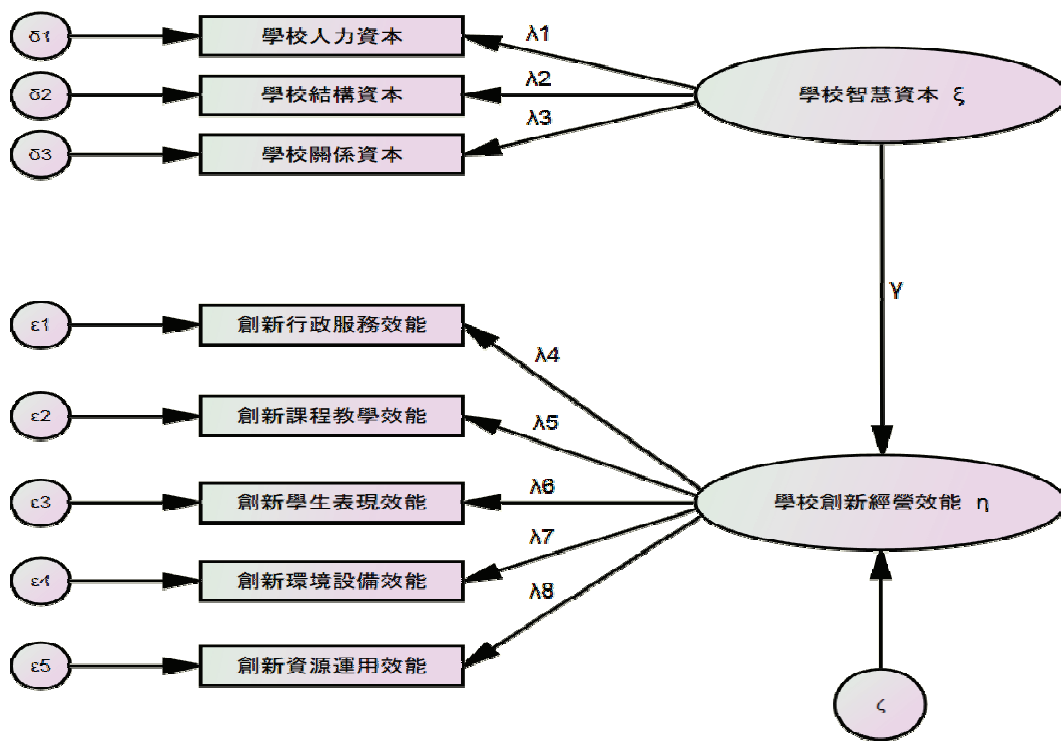 δ1
學校人力資本
λ1
δ2
學校結構資本
λ2
學校智慧資本 ξ
δ3
學校關係資本
λ3
γ
ε1
創新行政服務效能
λ4
ε2
創新課程教學效能
λ5
ε3
創新學生表現效能
λ6
學校創新經營效能 η
ε4
創新環境設備效能
λ7
ε5
創新資源運用效能
λ8
ζ